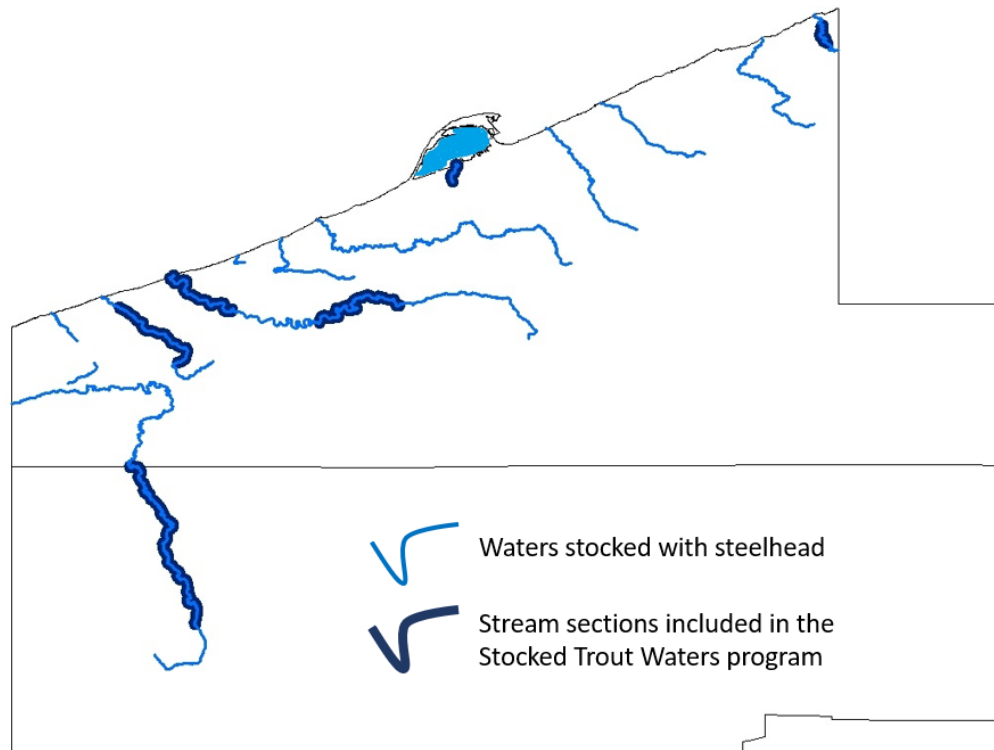 Waters stocked with steelhead
Stream sections included in the
Stocked Trout Waters program